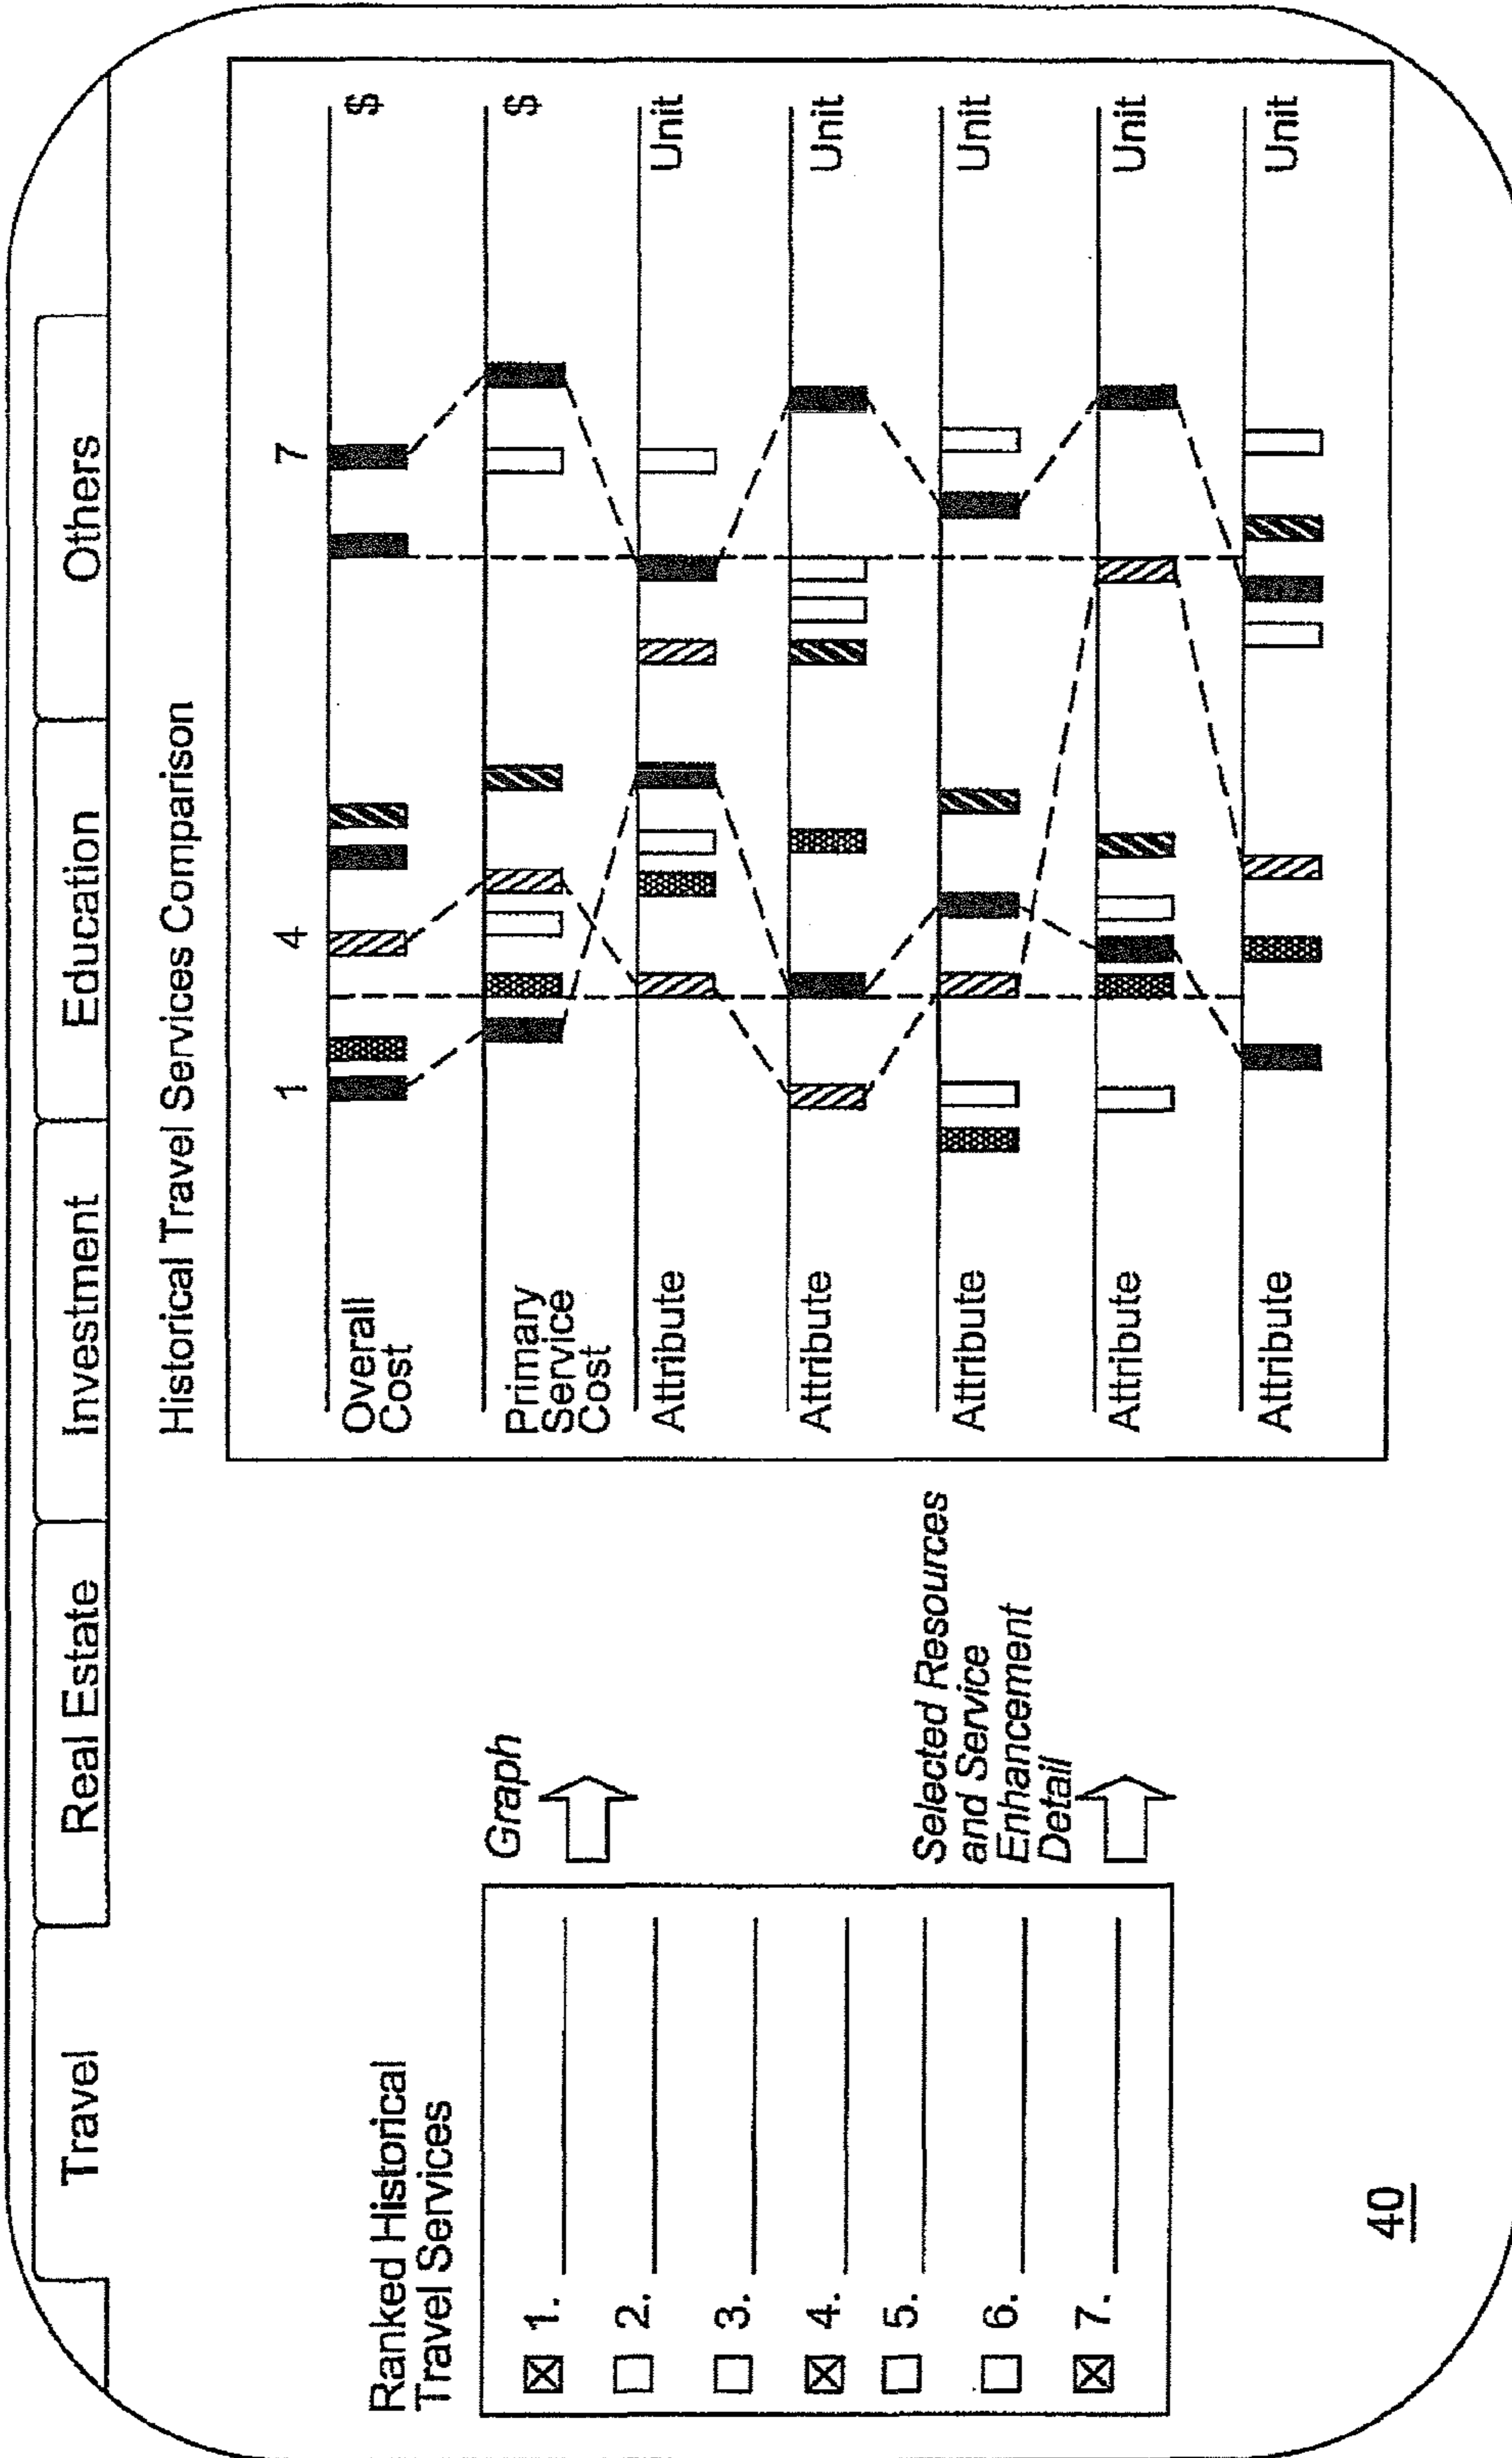 Travel
Real Estate
Investment
Education
Others
Ranked Historical
Travel Services
1.
2.
3.
4.
5.
6.
7.
Graph
Selected Resources
and Service
Enhancement
Detail
Historical Travel Services Comparison
1 4 7
Overall
Cost
$
Primary
Service
Cost
$
Attribute Unit
Attribute Unit
Attribute Unit
Attribute Unit
Attribute Unit
40